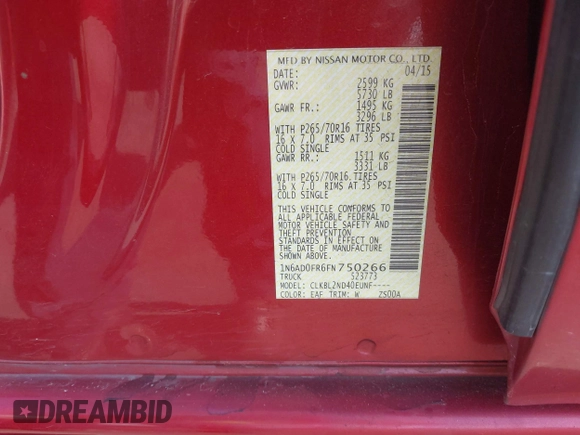 MFD BY NISSAN MOTOR CO., LTD.
DATE: 04/15
GVWR: 2599 KG
5730 LB
GAWR FR.: 1495 KG
3296 LB
WITH P265/70R16 TIRES
16 X 7.0 RIMS AT 35 PSI
COLD SINGLE
GAWR RR.: 1511 KG
3331 LB
WITH P265/70R16 TIRES
16 X 7.0 RIMS AT 35 PSI
COLD SINGLE
THIS VEHICLE CONFORMS TO
ALL APPLICABLE FEDERAL
MOTOR VEHICLE SAFETY AND
THEFT PREVENTION
STANDARDS IN EFFECT ON
THE DATE OF MANUFACTURE
SHOWN ABOVE.
1N6AD0FR6FN750266
TRUCK 523773
MODEL: CLKBL2ND40EUNF----
COLOR: EAF TRIM: W ZS00A
DREAMBID